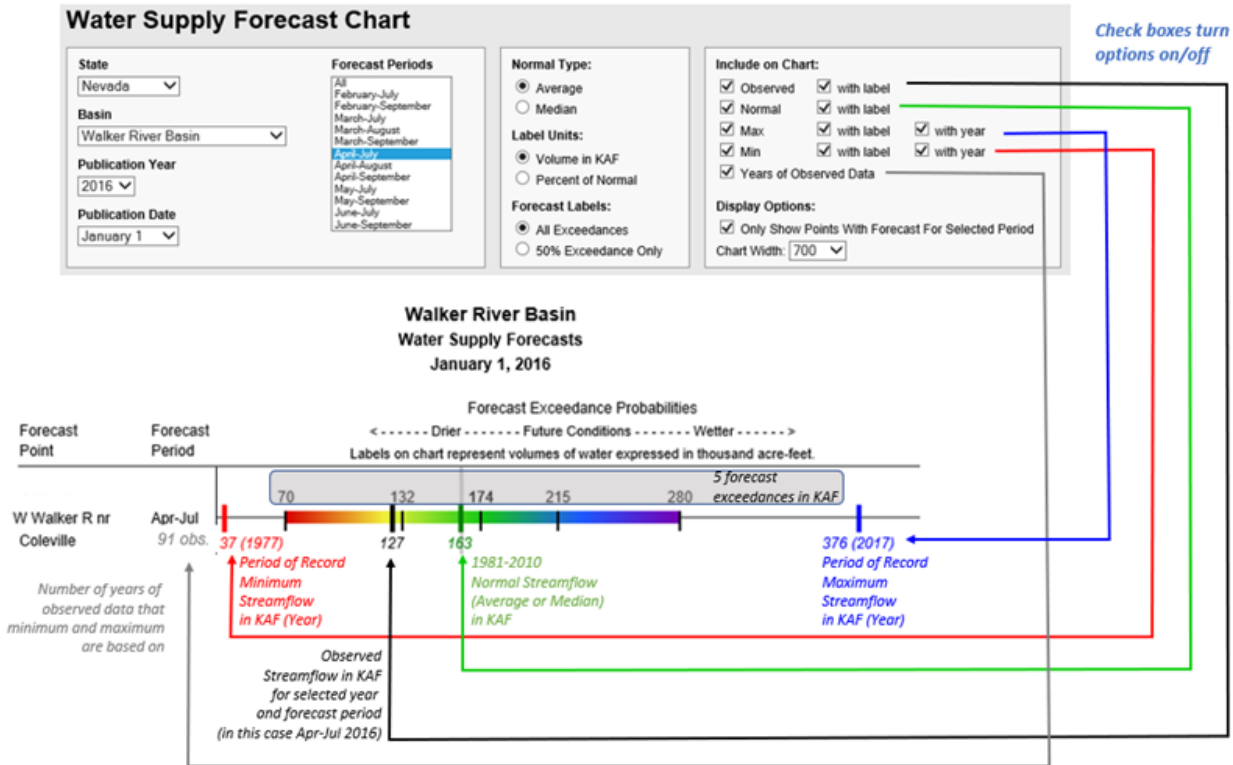 Water Supply Forecast Chart
Check boxes turn
options on/off
State
Nevada
Basin
Walker River Basin
Publication Year
2016
Publication Date
January 1
Forecast Periods
All
February-July
February-September
March-July
March-August
March-September
April-July
April-August
April-September
May-July
May-September
June-July
June-September
Normal Type:
Average
Median
Label Units:
Volume in KAF
Percent of Normal
Forecast Labels:
All Exceedances
50% Exceedance Only
Include on Chart:
Observed with label
Normal with label
Max with label with year
Min with label with year
Years of Observed Data
Display Options:
Only Show Points With Forecast For Selected Period
Chart Width: 700
Walker River Basin
Water Supply Forecasts
January 1, 2016
Forecast Exceedance Probabilities
Forecast
Point
Forecast
Period
<------ Drier ------- Future Conditions ------- Wetter ----->
Labels on chart represent volumes of water expressed in thousand acre-feet.
5 forecast
exceedances in KAF
70 132 174 215 280
W Walker R nr
Coleville
Apr-Jul
91 obs.
37 (1977)
Period of Record
Minimum
Streamflow
in KAF (Year)
127
163
1981-2010
Normal Streamflow
(Average or Median)
in KAF
376 (2017)
Period of Record
Maximum
Streamflow
in KAF (Year)
Number of years of
observed data that
minimum and maximum
are based on
Observed
Streamflow in KAF
for selected year
and forecast period
(in this case Apr-Jul 2016)